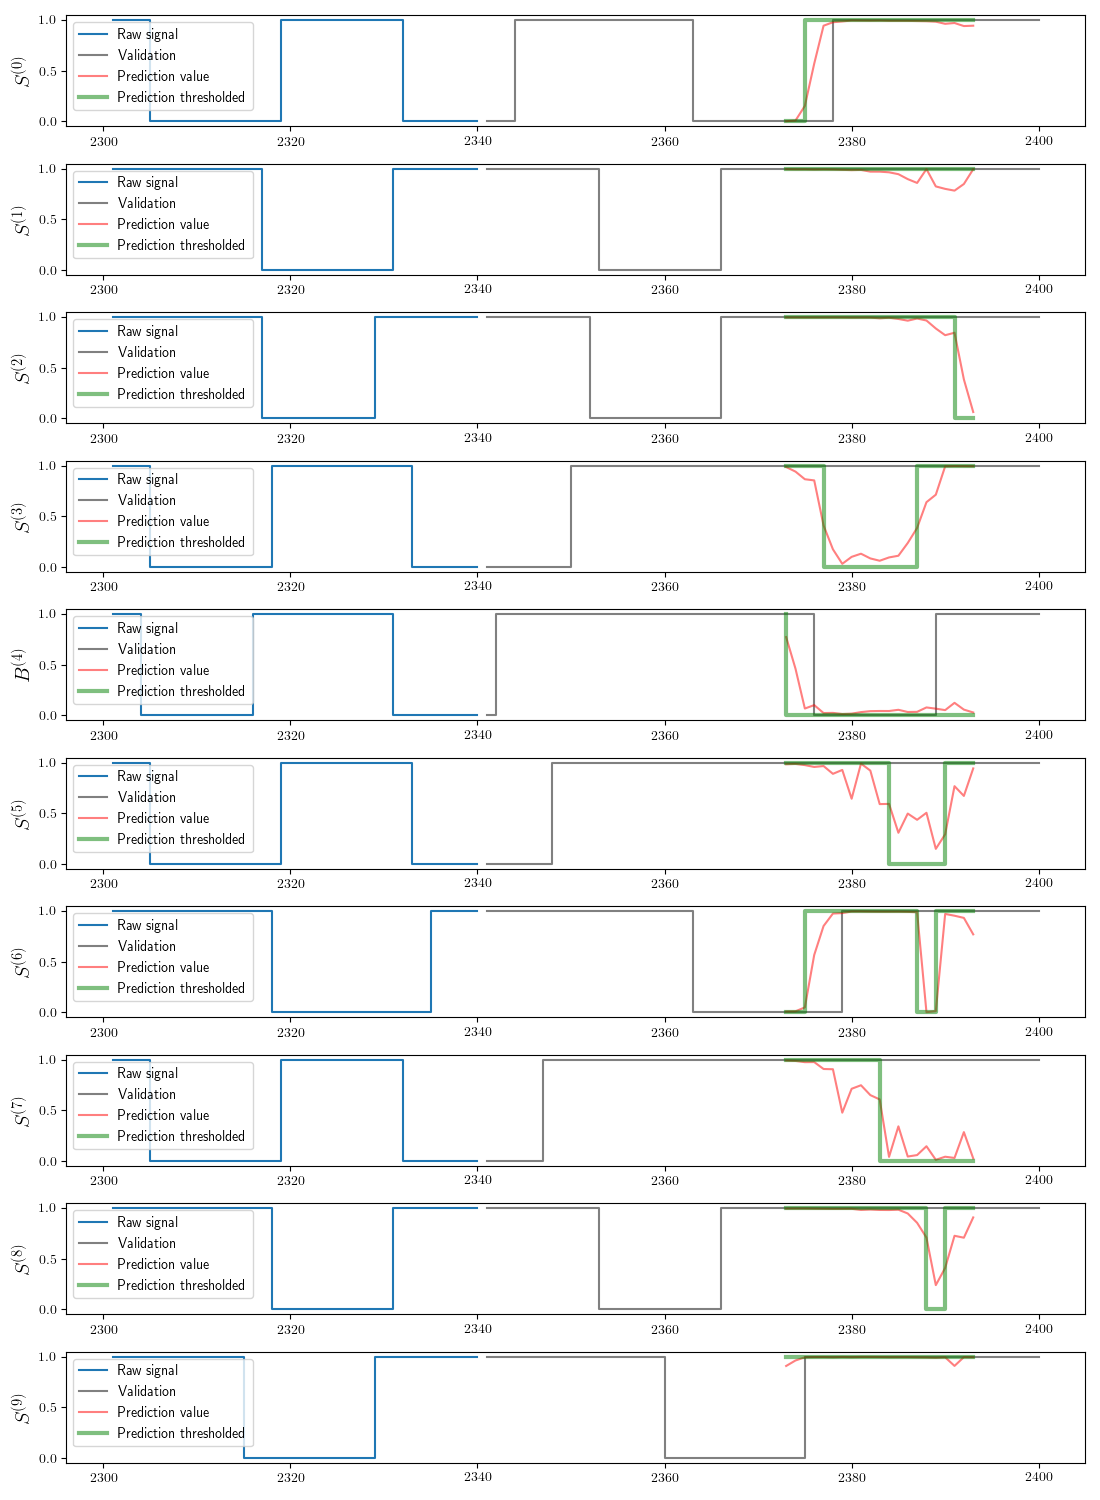 1.0
0.5
0.0
S^(0)
Raw signal
Validation
Prediction value
Prediction thresholded
2300 2320 2340 2360 2380 2400
1.0
0.5
0.0
S^(1)
Raw signal
Validation
Prediction value
Prediction thresholded
2300 2320 2340 2360 2380 2400
1.0
0.5
0.0
S^(2)
Raw signal
Validation
Prediction value
Prediction thresholded
2300 2320 2340 2360 2380 2400
1.0
0.5
0.0
S^(3)
Raw signal
Validation
Prediction value
Prediction thresholded
2300 2320 2340 2360 2380 2400
1.0
0.5
0.0
B^(4)
Raw signal
Validation
Prediction value
Prediction thresholded
2300 2320 2340 2360 2380 2400
1.0
0.5
0.0
S^(5)
Raw signal
Validation
Prediction value
Prediction thresholded
2300 2320 2340 2360 2380 2400
1.0
0.5
0.0
S^(6)
Raw signal
Validation
Prediction value
Prediction thresholded
2300 2320 2340 2360 2380 2400
1.0
0.5
0.0
S^(7)
Raw signal
Validation
Prediction value
Prediction thresholded
2300 2320 2340 2360 2380 2400
1.0
0.5
0.0
S^(8)
Raw signal
Validation
Prediction value
Prediction thresholded
2300 2320 2340 2360 2380 2400
1.0
0.5
0.0
S^(9)
Raw signal
Validation
Prediction value
Prediction thresholded
2300 2320 2340 2360 2380 2400